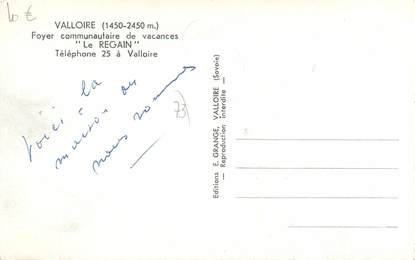 10 €
VALLOIRE (1450-2450 m.)
Foyer communautaire de vacances
"Le REGAIN"
Téléphone 25 à Valloire
Voici la
maison où
nous sommes
73)
Editions E. GRANGE, VALLOIRE (Savoie)
— Reproduction interdite —